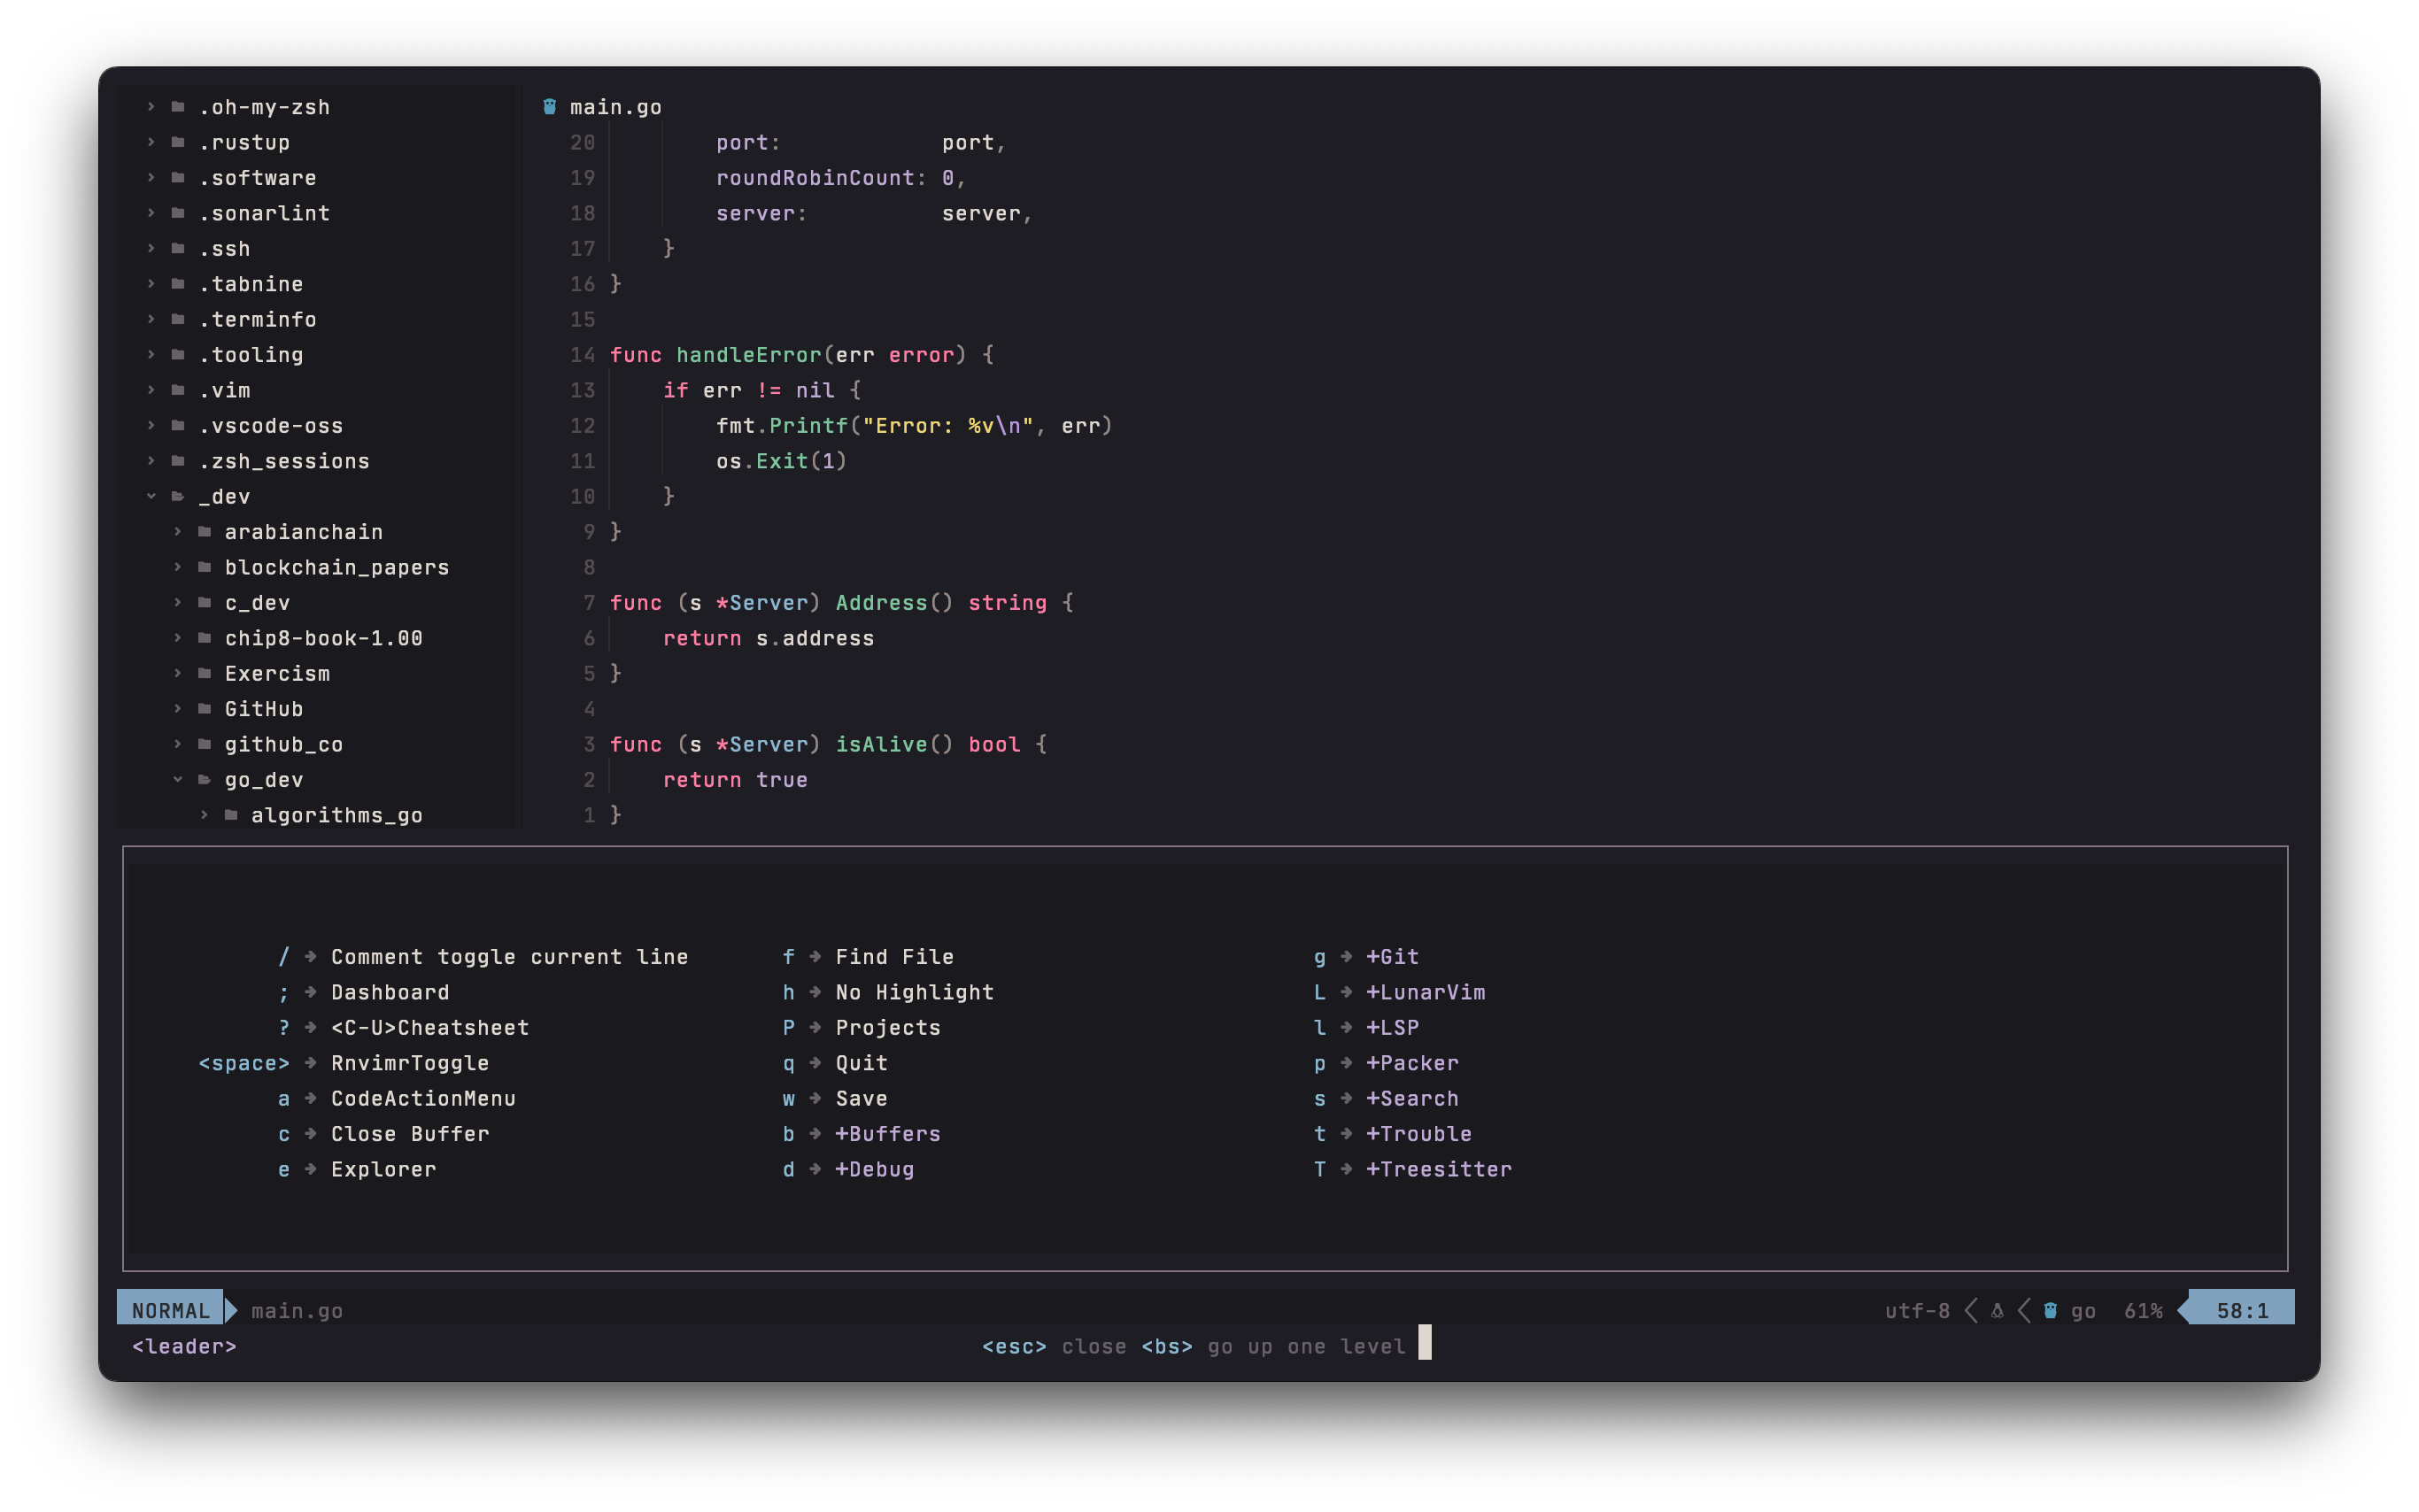 .oh-my-zsh
.rustup
.software
.sonarlint
.ssh
.tabnine
.terminfo
.tooling
.vim
.vscode-oss
.zsh_sessions
_dev
arabianchain
blockchain_papers
c_dev
chip8-book-1.00
Exercism
GitHub
github_co
go_dev
algorithms_go
main.go
20         port:            port,
19         roundRobinCount: 0,
18         server:          server,
17     }
16 }
15
14 func handleError(err error) {
13     if err != nil {
12         fmt.Printf("Error: %v\n", err)
11         os.Exit(1)
10     }
9 }
8
7 func (s *Server) Address() string {
6     return s.address
5 }
4
3 func (s *Server) isAlive() bool {
2     return true
1 }
/ → Comment toggle current line
; → Dashboard
? → <C-U>Cheatsheet
<space> → RnvimrToggle
a → CodeActionMenu
c → Close Buffer
e → Explorer
f → Find File
h → No Highlight
P → Projects
q → Quit
w → Save
b → +Buffers
d → +Debug
g → +Git
L → +LunarVim
l → +LSP
p → +Packer
s → +Search
t → +Trouble
T → +Treesitter
NORMAL main.go utf-8 go 61% 58:1
<leader> <esc> close <bs> go up one level